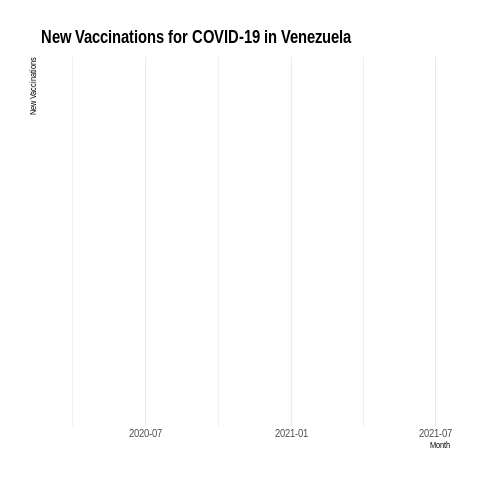 New Vaccinations for COVID-19 in Venezuela
New Vaccinations
2020-07
2021-01
2021-07
Month